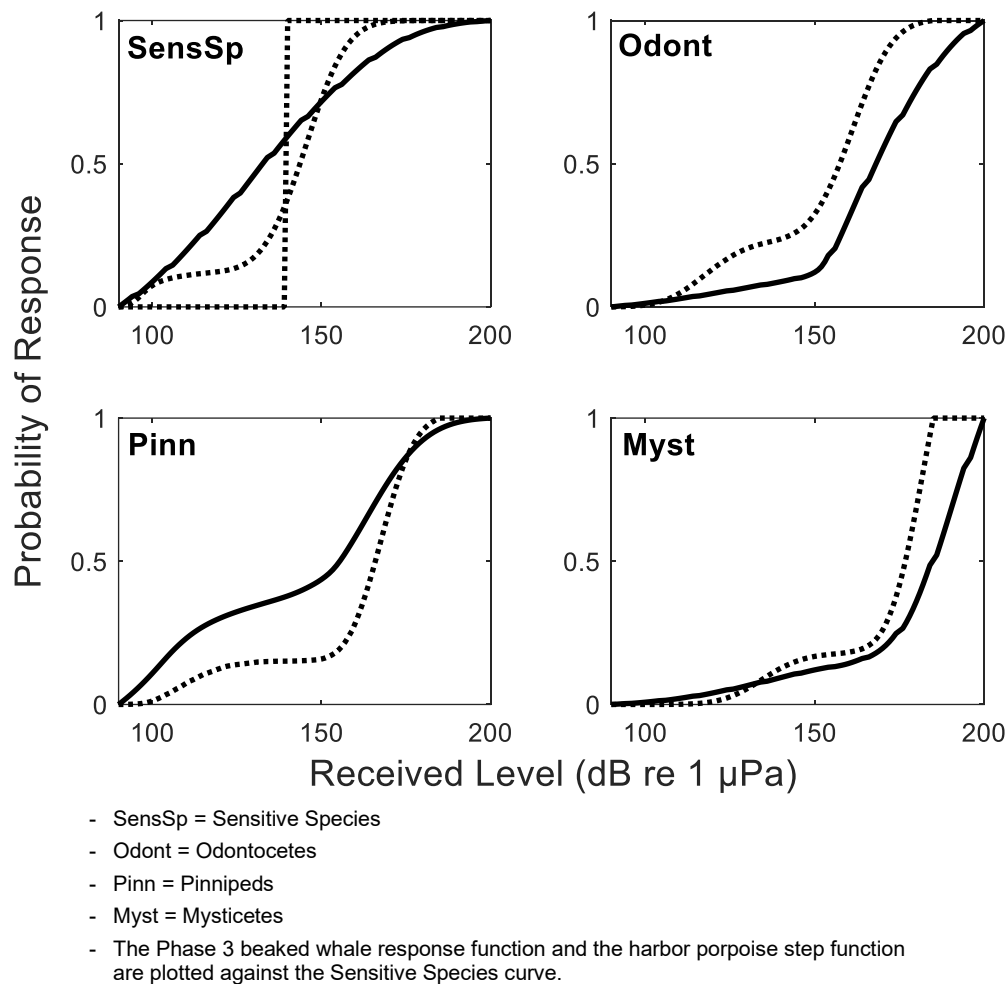 SensSp
Odont
1
0.5
0
100
150
200
1
0.5
0
100
150
200
Pinn
Myst
1
0.5
0
100
150
200
1
0.5
0
100
150
200
Probability of Response
Received Level (dB re 1 µPa)
- SensSp = Sensitive Species
- Odont = Odontocetes
- Pinn = Pinnipeds
- Myst = Mysticetes
- The Phase 3 beaked whale response function and the harbor porpoise step function
are plotted against the Sensitive Species curve.